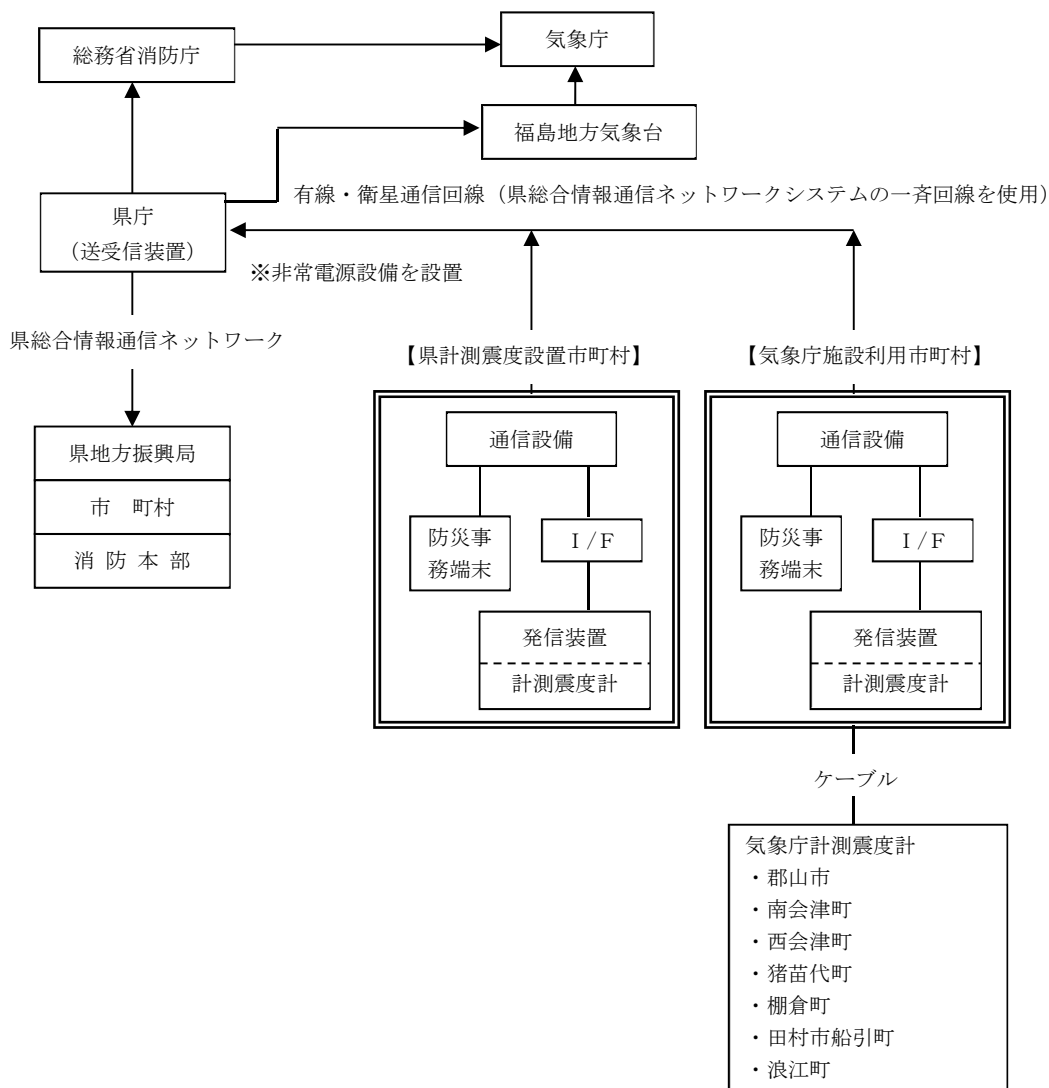 総務省消防庁
気象庁
福島地方気象台
有線・衛星通信回線（県総合情報通信ネットワークシステムの一斉回線を使用）
県庁
（送受信装置）
※非常電源設備を設置
県総合情報通信ネットワーク
県地方振興局
市　町村
消 防 本 部
【県計測震度設置市町村】
通信設備
防災事
務端末
Ｉ/Ｆ
発信装置
計測震度計
【気象庁施設利用市町村】
通信設備
防災事
務端末
Ｉ/Ｆ
発信装置
計測震度計
ケーブル
気象庁計測震度計
・郡山市
・南会津町
・西会津町
・猪苗代町
・棚倉町
・田村市船引町
・浪江町